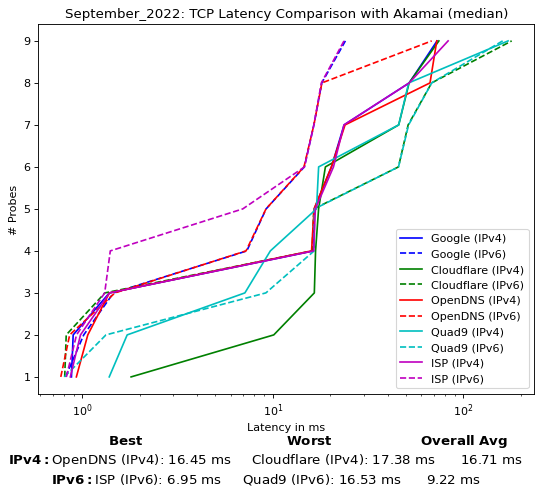 September_2022: TCP Latency Comparison with Akamai (median)
9
8
7
6
5
4
3
2
1
# Probes
Google (IPv4)
Google (IPv6)
Cloudflare (IPv4)
Cloudflare (IPv6)
OpenDNS (IPv4)
OpenDNS (IPv6)
Quad9 (IPv4)
Quad9 (IPv6)
ISP (IPv4)
ISP (IPv6)
10⁰ 10¹ 10²
Latency in ms
Best Worst Overall Avg
IPv4: OpenDNS (IPv4): 16.45 ms Cloudflare (IPv4): 17.38 ms 16.71 ms
IPv6: ISP (IPv6): 6.95 ms Quad9 (IPv6): 16.53 ms 9.22 ms